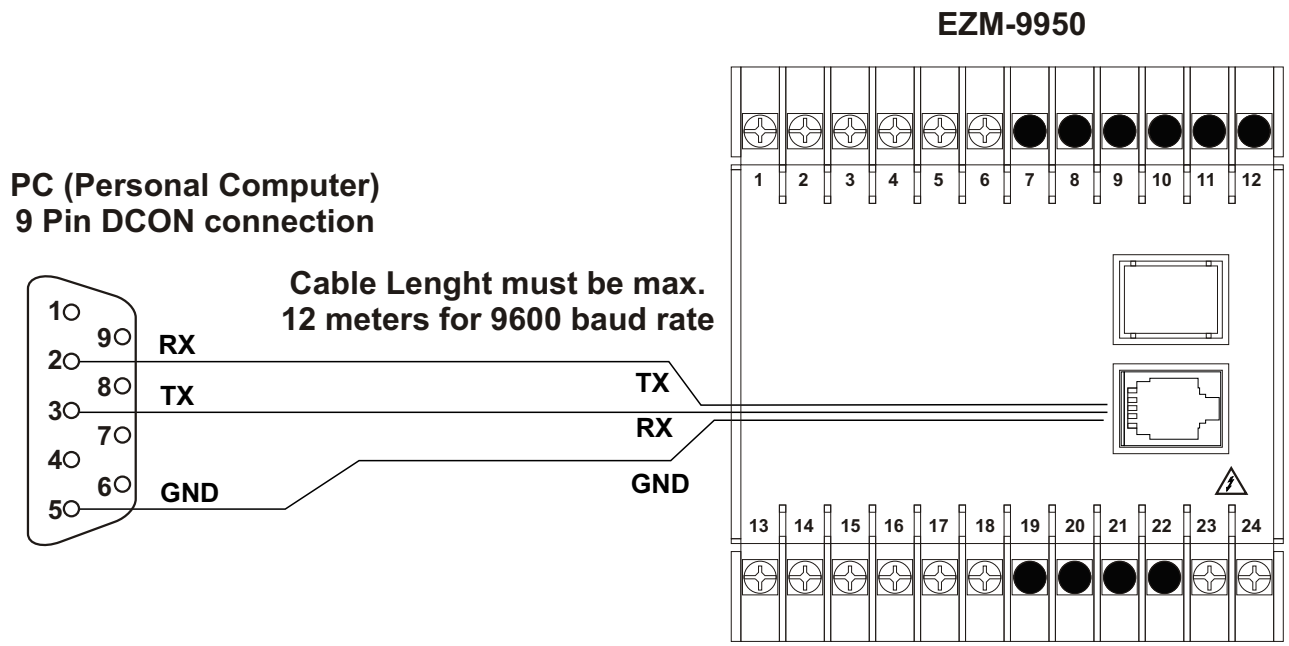 EZM-9950
1 2 3 4 5 6 7 8 9 10 11 12
PC (Personal Computer)
9 Pin DCON connection
Cable Lenght must be max.
12 meters for 9600 baud rate
1
9
2 RX
8
TX
3 TX
7
RX
4
6
GND
5 GND
13 14 15 16 17 18 19 20 21 22 23 24